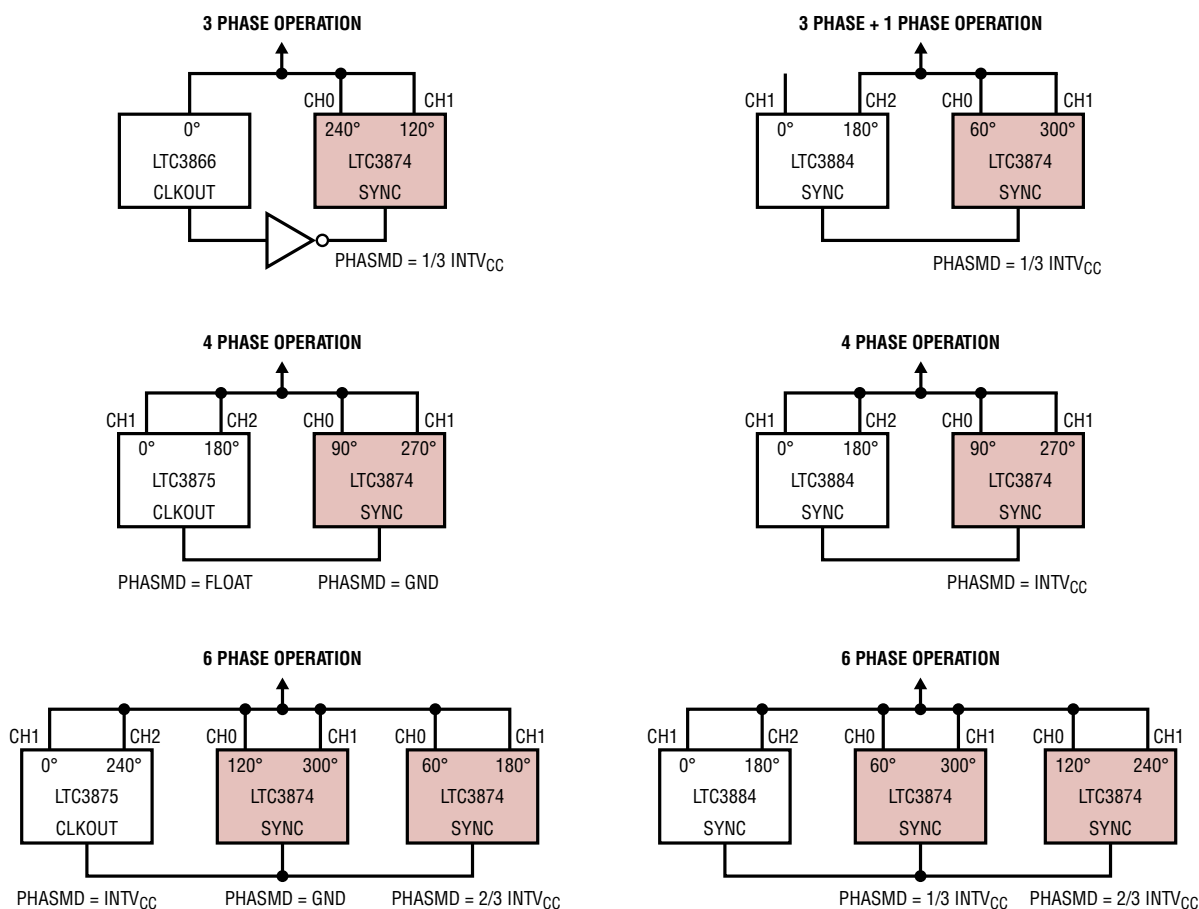 3 PHASE OPERATION
CH0 CH1
0° 240° 120°
LTC3866 LTC3874
CLKOUT SYNC
PHASMD = 1/3 INTVCC
3 PHASE + 1 PHASE OPERATION
CH1 CH2 CH0 CH1
0° 180° 60° 300°
LTC3884 LTC3874
SYNC SYNC
PHASMD = 1/3 INTVCC
4 PHASE OPERATION
CH1 CH2 CH0 CH1
0° 180° 90° 270°
LTC3875 LTC3874
CLKOUT SYNC
PHASMD = FLOAT PHASMD = GND
4 PHASE OPERATION
CH1 CH2 CH0 CH1
0° 180° 90° 270°
LTC3884 LTC3874
SYNC SYNC
PHASMD = INTVCC
6 PHASE OPERATION
CH1 CH2 CH0 CH1 CH0 CH1
0° 240° 120° 300° 60° 180°
LTC3875 LTC3874 LTC3874
CLKOUT SYNC SYNC
PHASMD = INTVCC PHASMD = GND PHASMD = 2/3 INTVCC
6 PHASE OPERATION
CH1 CH2 CH0 CH1 CH0 CH1
0° 180° 60° 300° 120° 240°
LTC3884 LTC3874 LTC3874
SYNC SYNC SYNC
PHASMD = 1/3 INTVCC PHASMD = 2/3 INTVCC